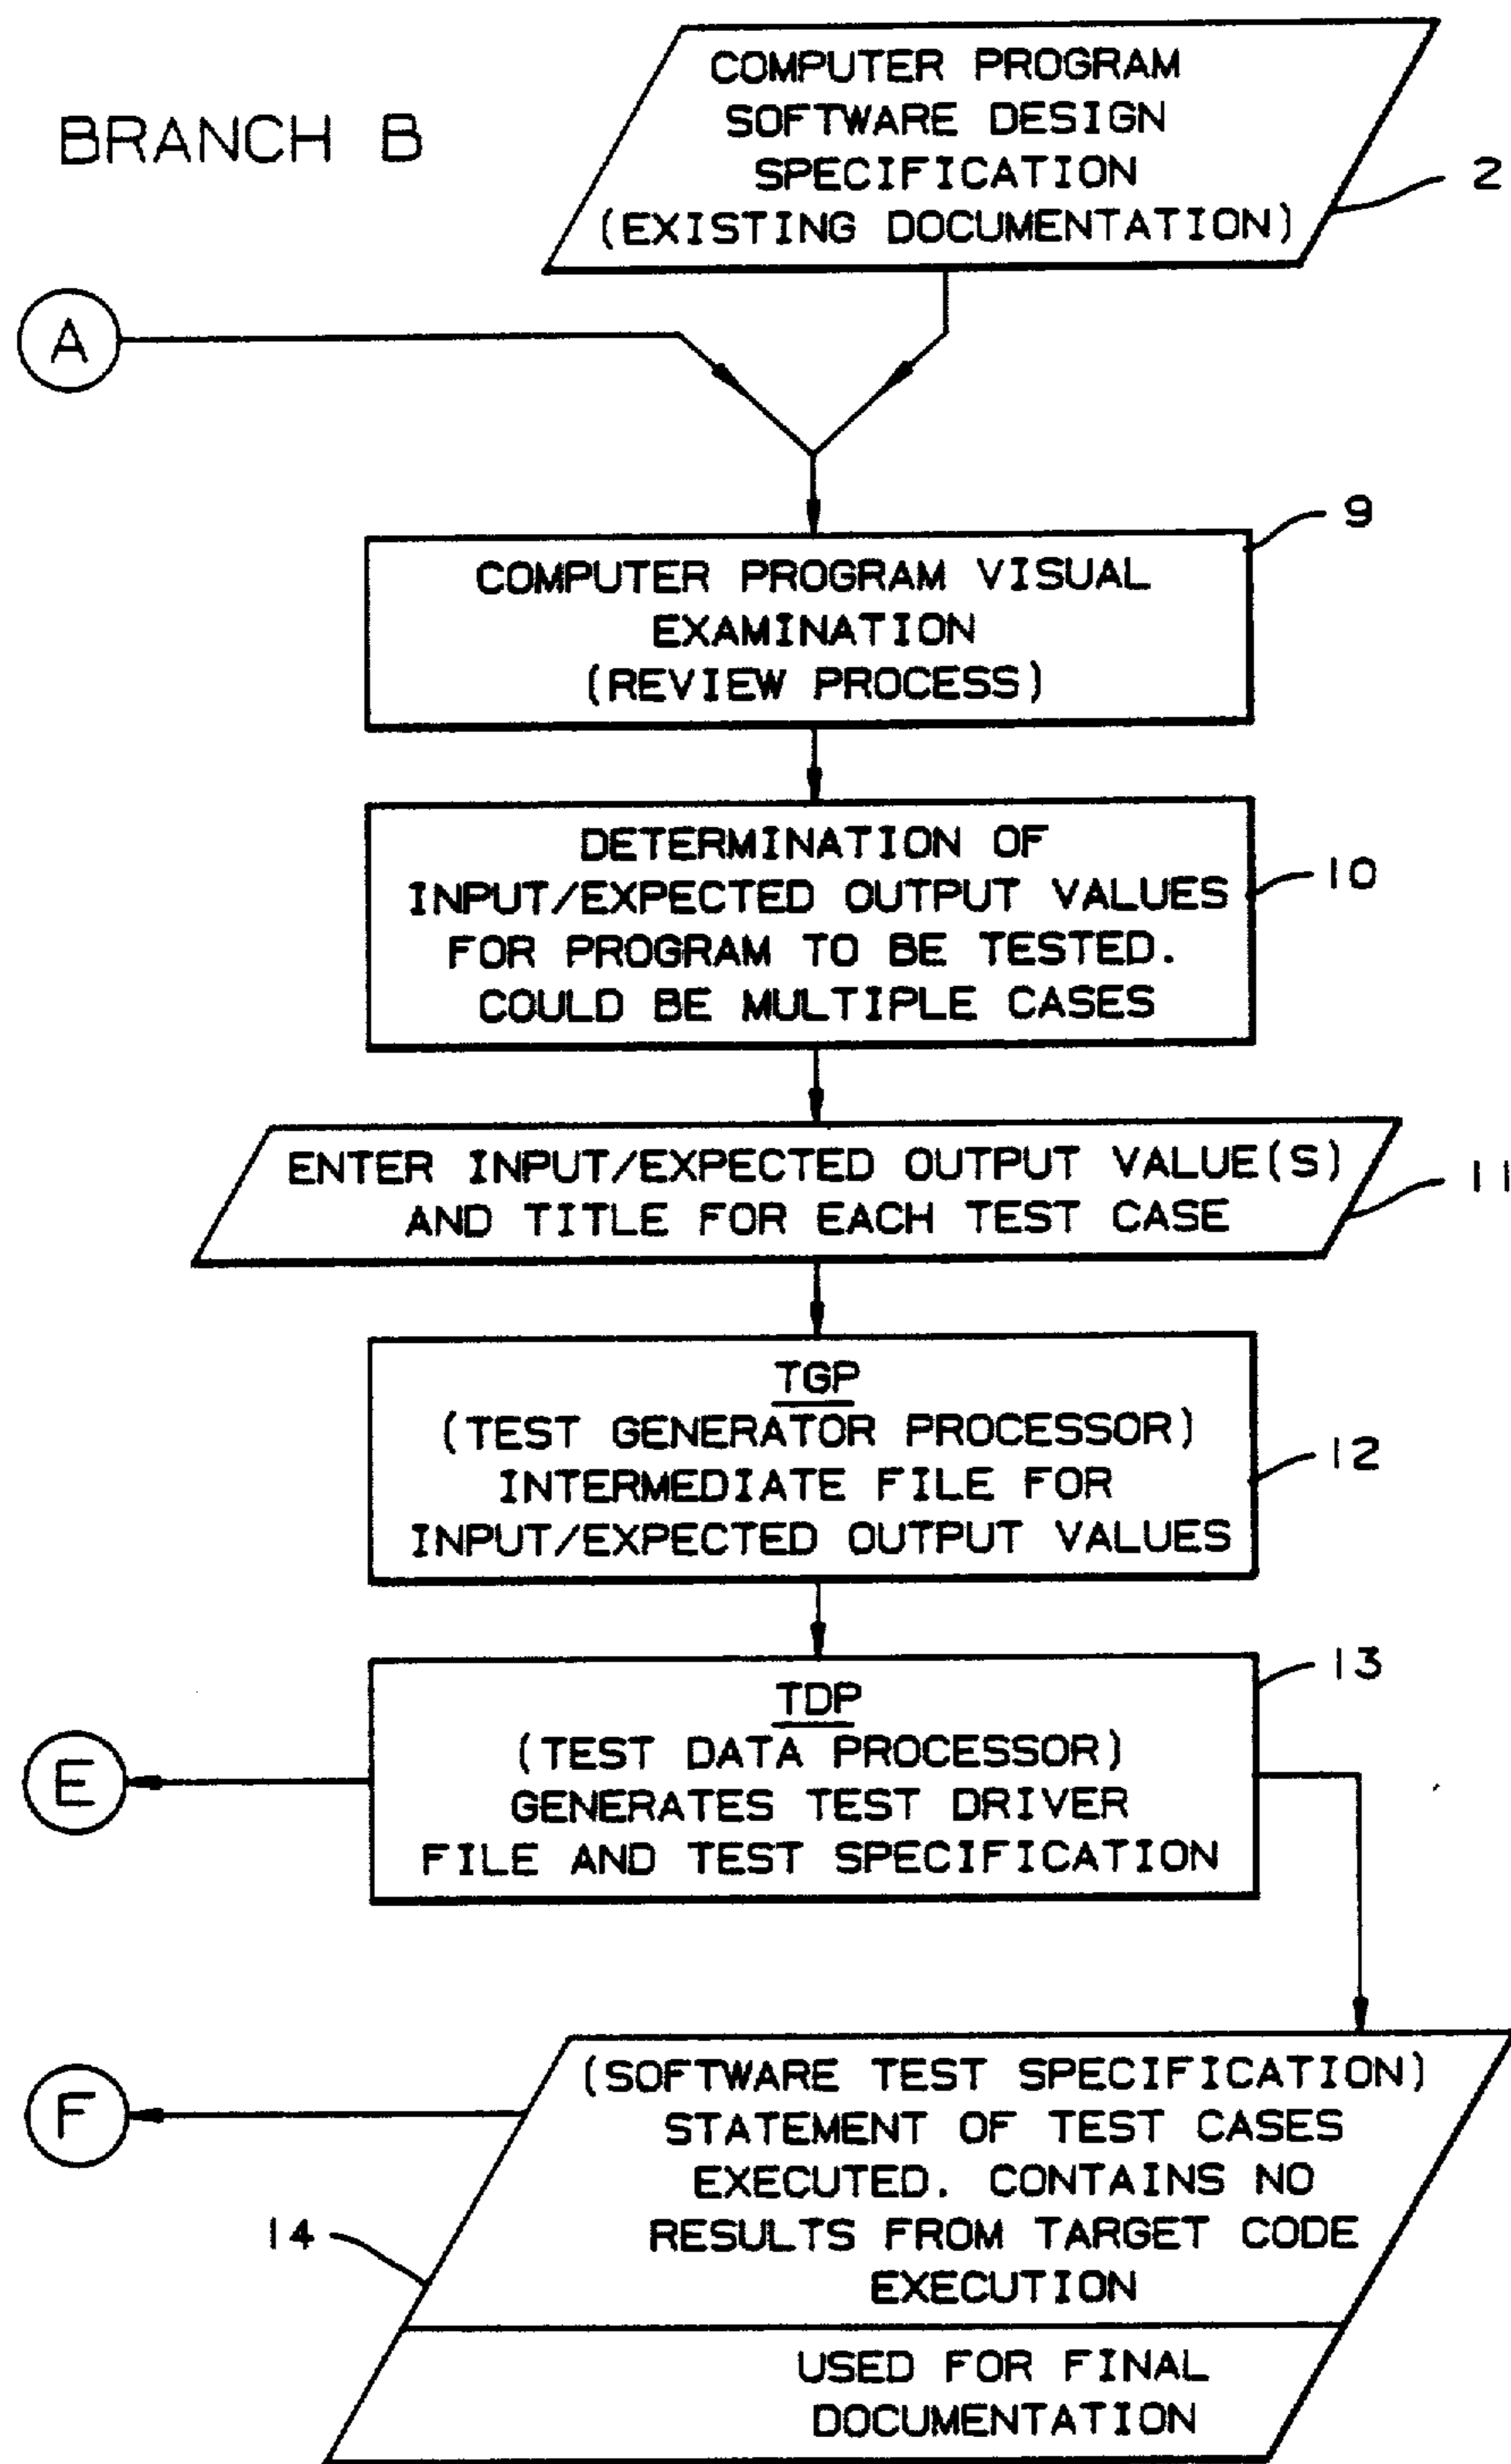 BRANCH B
COMPUTER PROGRAM
SOFTWARE DESIGN
SPECIFICATION
(EXISTING DOCUMENTATION)
2
A
9
COMPUTER PROGRAM VISUAL
EXAMINATION
(REVIEW PROCESS)
DETERMINATION OF
INPUT/EXPECTED OUTPUT VALUES
FOR PROGRAM TO BE TESTED.
COULD BE MULTIPLE CASES
10
ENTER INPUT/EXPECTED OUTPUT VALUE(S)
AND TITLE FOR EACH TEST CASE
11
TGP
(TEST GENERATOR PROCESSOR)
INTERMEDIATE FILE FOR
INPUT/EXPECTED OUTPUT VALUES
12
13
TDP
(TEST DATA PROCESSOR)
GENERATES TEST DRIVER
FILE AND TEST SPECIFICATION
E
F
(SOFTWARE TEST SPECIFICATION)
STATEMENT OF TEST CASES
EXECUTED. CONTAINS NO
RESULTS FROM TARGET CODE
EXECUTION
14
USED FOR FINAL
DOCUMENTATION